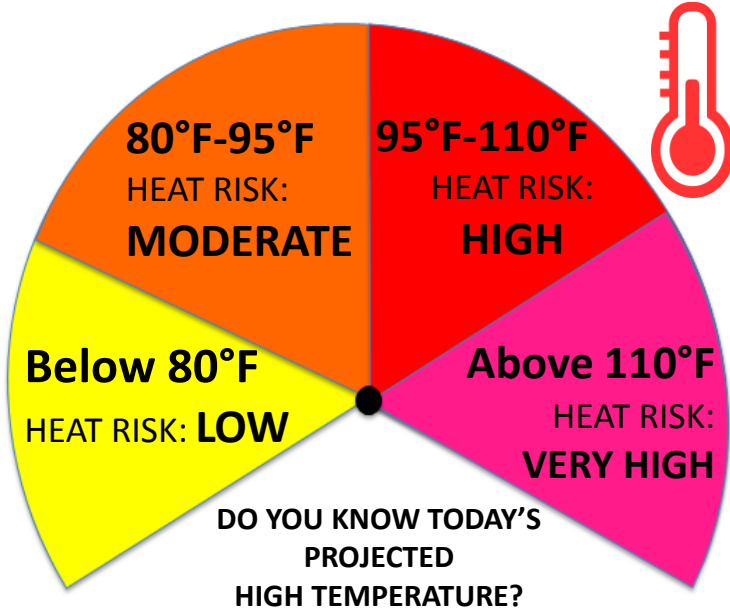 80°F-95°F
HEAT RISK:
MODERATE
95°F-110°F
HEAT RISK:
HIGH
Below 80°F
HEAT RISK: LOW
Above 110°F
HEAT RISK:
VERY HIGH
DO YOU KNOW TODAY'S
PROJECTED
HIGH TEMPERATURE?